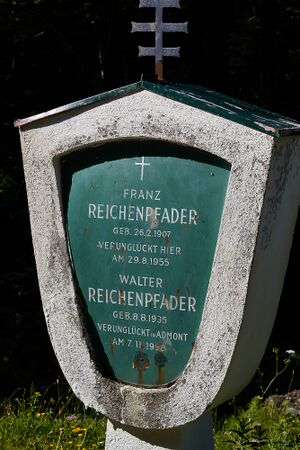 FRANZ
REICHENPFADER
GEB. 26.2.1907
VERUNGLÜCKT HIER
AM 29.8.1955
WALTER
REICHENPFADER
GEB. 8.8.1935
VERUNGLÜCKT IN ADMONT
AM 7.11.